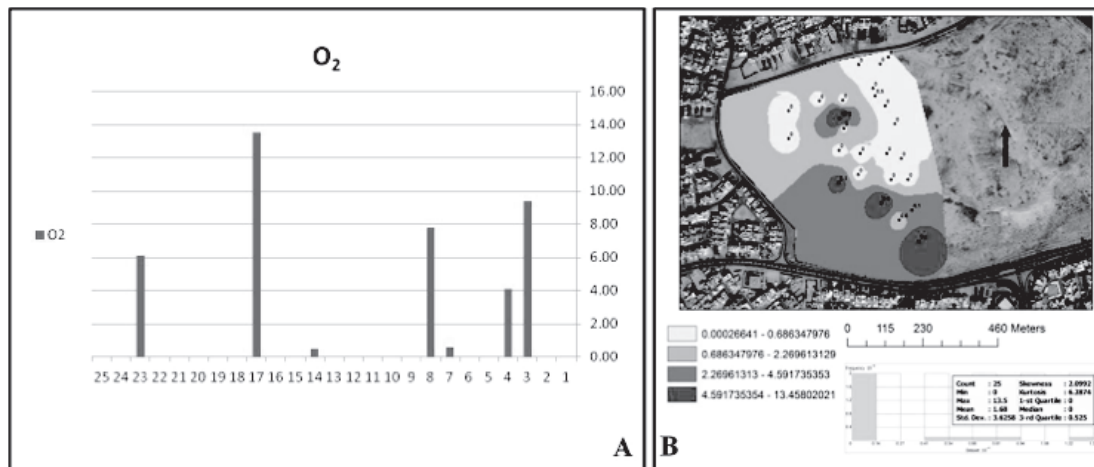 O2
16.00
14.00
12.00
10.00
8.00
6.00
4.00
2.00
0.00
O2
25 24 23 22 21 20 19 18 17 16 15 14 13 12 11 10 9 8 7 6 5 4 3 2 1
A
0.00026641 - 0.686347976
0.686347976 - 2.269613129
2.26961313 - 4.591735353
4.591735354 - 13.45802021
0 115 230 460 Meters
Count : 25 Skewness : 2.0992
Min : 0 Kurtosis : 6.2874
Max : 13.5 1-st Quartile : 0
Mean : 1.68 Median : 0
Std. Dev. : 3.6258 3-rd Quartile : 0.525
B